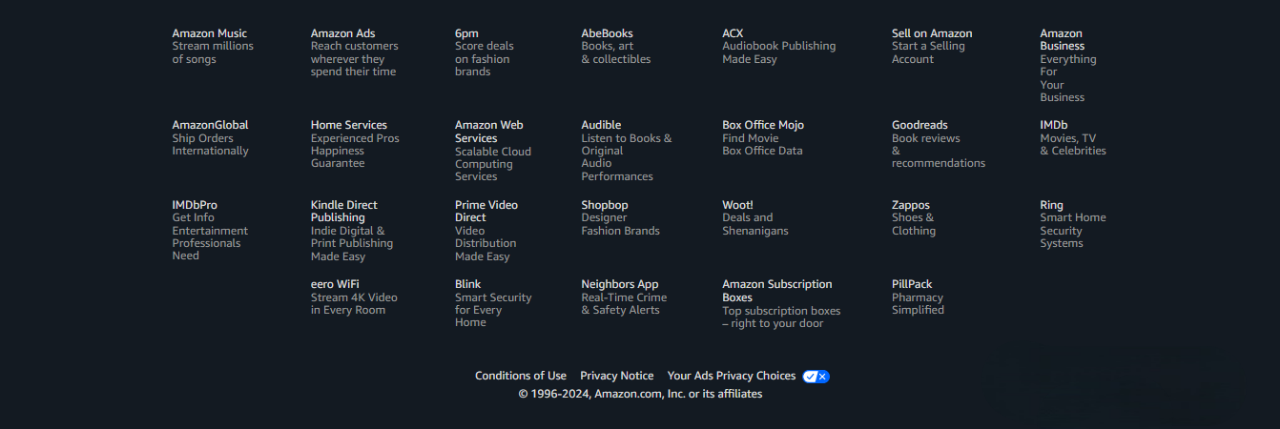 Amazon Music
Stream millions
of songs
Amazon Ads
Reach customers
wherever they
spend their time
6pm
Score deals
on fashion
brands
AbeBooks
Books, art
& collectibles
ACX
Audiobook Publishing
Made Easy
Sell on Amazon
Start a Selling
Account
Amazon
Business
Everything
For
Your
Business
AmazonGlobal
Ship Orders
Internationally
Home Services
Experienced Pros
Happiness
Guarantee
Amazon Web
Services
Scalable Cloud
Computing
Services
Audible
Listen to Books &
Original
Audio
Performances
Box Office Mojo
Find Movie
Box Office Data
Goodreads
Book reviews
&
recommendations
IMDb
Movies, TV
& Celebrities
IMDbPro
Get Info
Entertainment
Professionals
Need
Kindle Direct
Publishing
Indie Digital &
Print Publishing
Made Easy
Prime Video
Direct
Video
Distribution
Made Easy
Shopbop
Designer
Fashion Brands
Woot!
Deals and
Shenanigans
Zappos
Shoes &
Clothing
Ring
Smart Home
Security
Systems
eero WiFi
Stream 4K Video
in Every Room
Blink
Smart Security
for Every
Home
Neighbors App
Real-Time Crime
& Safety Alerts
Amazon Subscription
Boxes
Top subscription boxes
– right to your door
PillPack
Pharmacy
Simplified
Conditions of Use Privacy Notice Your Ads Privacy Choices
© 1996-2024, Amazon.com, Inc. or its affiliates